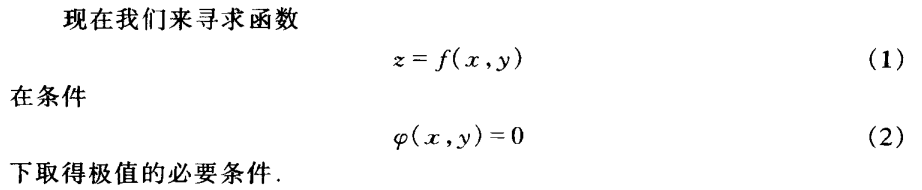 现在我们来寻求函数
z = f(x,y) (1)
在条件
φ(x,y)=0 (2)
下取得极值的必要条件.